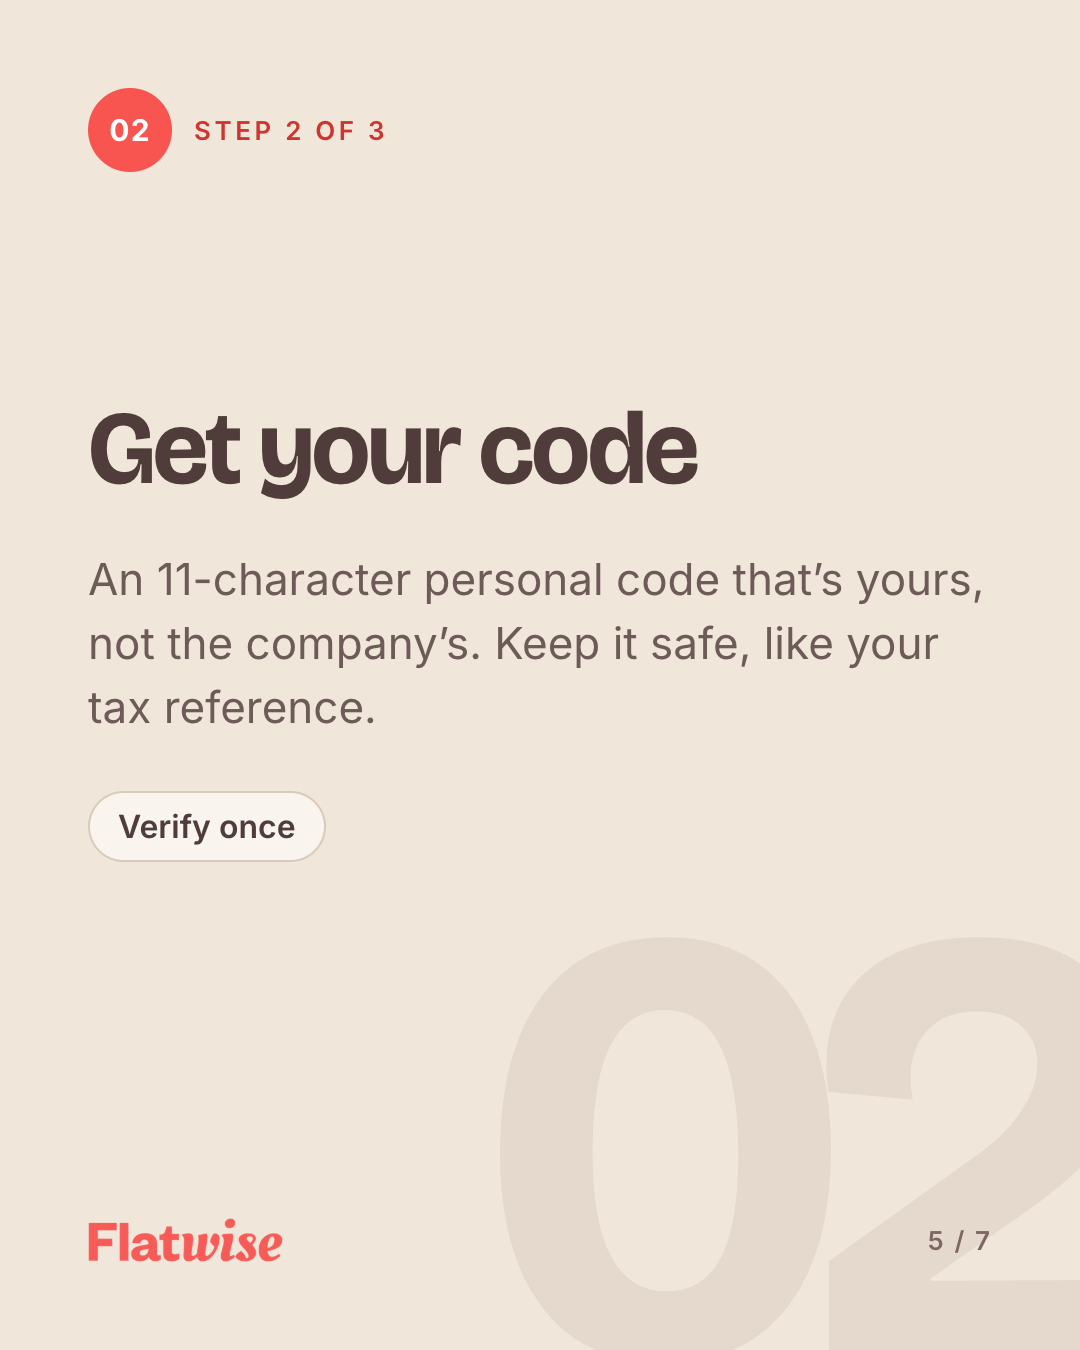 02 STEP 2 OF 3
Get your code
An 11-character personal code that’s yours,
not the company’s. Keep it safe, like your
tax reference.
Verify once
02
Flatwise
5 / 7